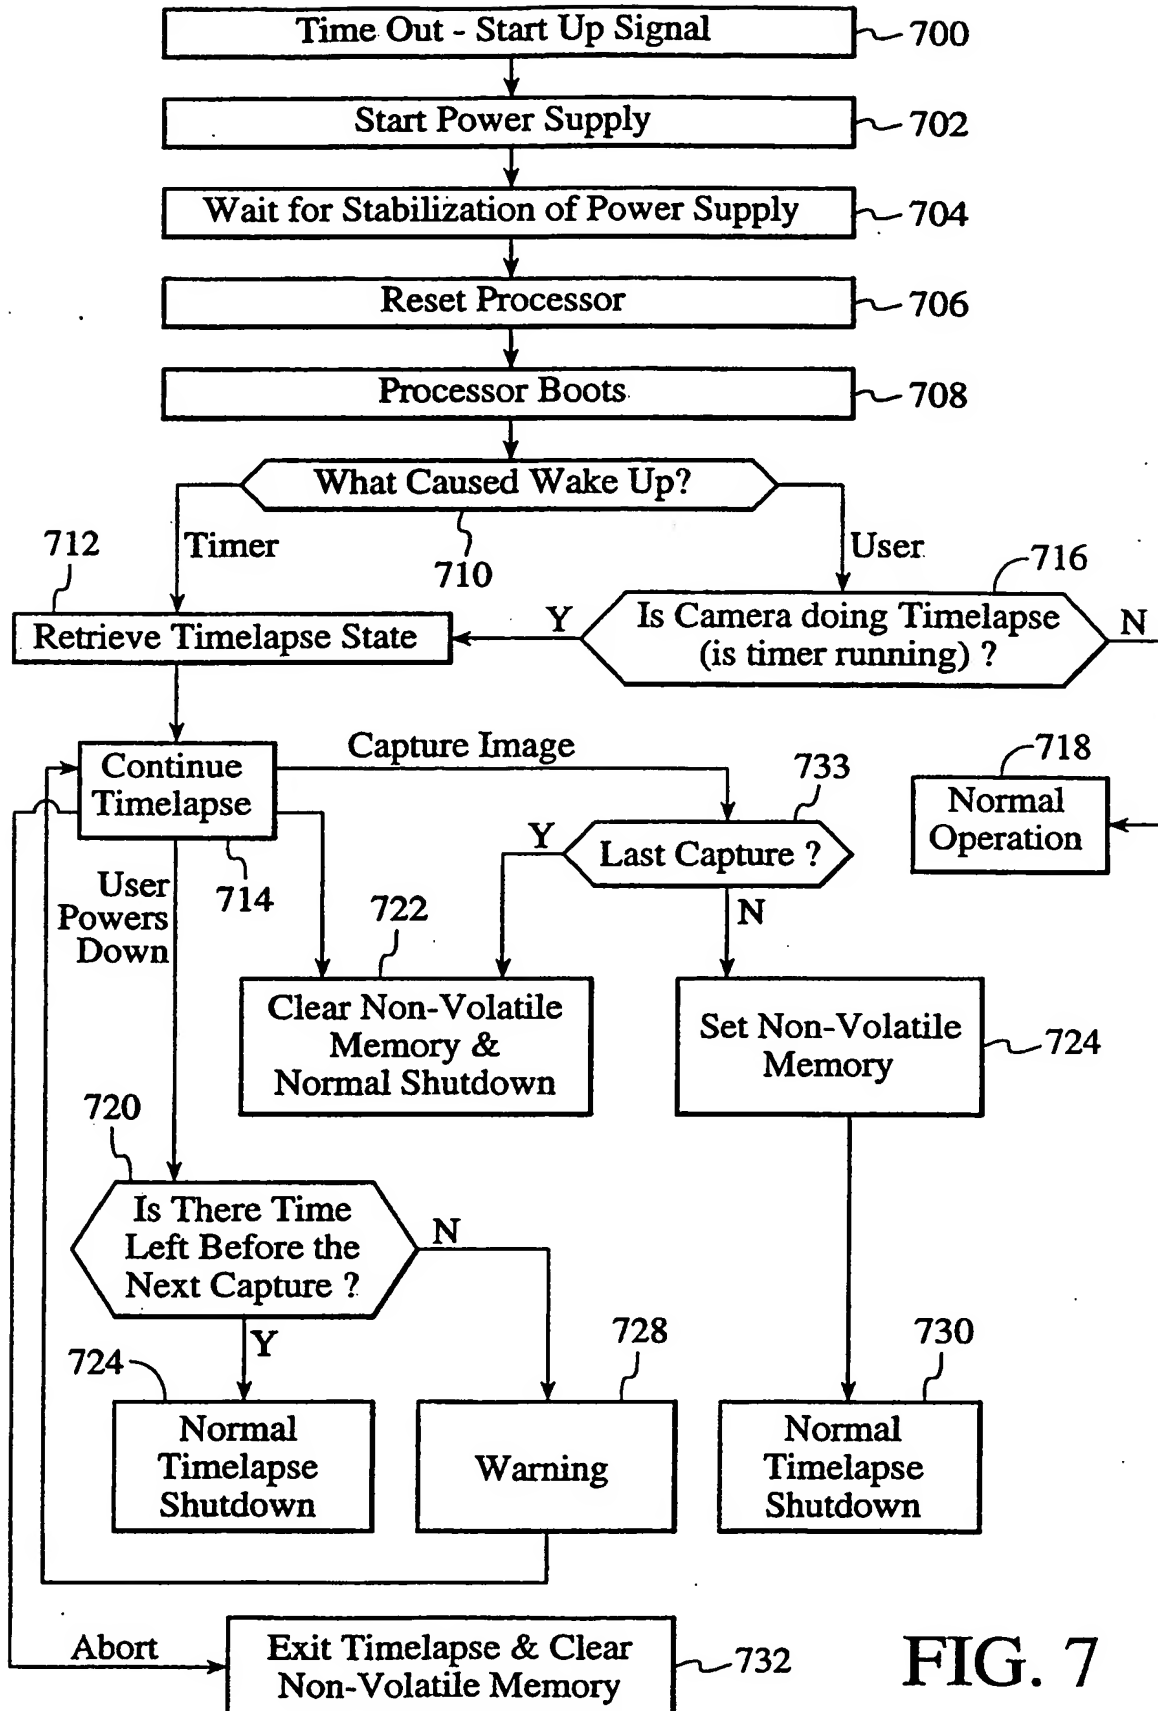 Time Out - Start Up Signal
700
Start Power Supply
702
Wait for Stabilization of Power Supply
704
Reset Processor
706
Processor Boots
708
What Caused Wake Up?
710
Timer
User
712
Retrieve Timelapse State
716
Is Camera doing Timelapse
(is timer running) ?
Y
N
Continue
Timelapse
714
Capture Image
733
Last Capture ?
Y
N
718
Normal
Operation
User
Powers
Down
722
Clear Non-Volatile
Memory &
Normal Shutdown
Set Non-Volatile
Memory
724
720
Is There Time
Left Before the
Next Capture ?
N
Y
724
Normal
Timelapse
Shutdown
728
Warning
730
Normal
Timelapse
Shutdown
Abort
Exit Timelapse & Clear
Non-Volatile Memory
732
FIG. 7